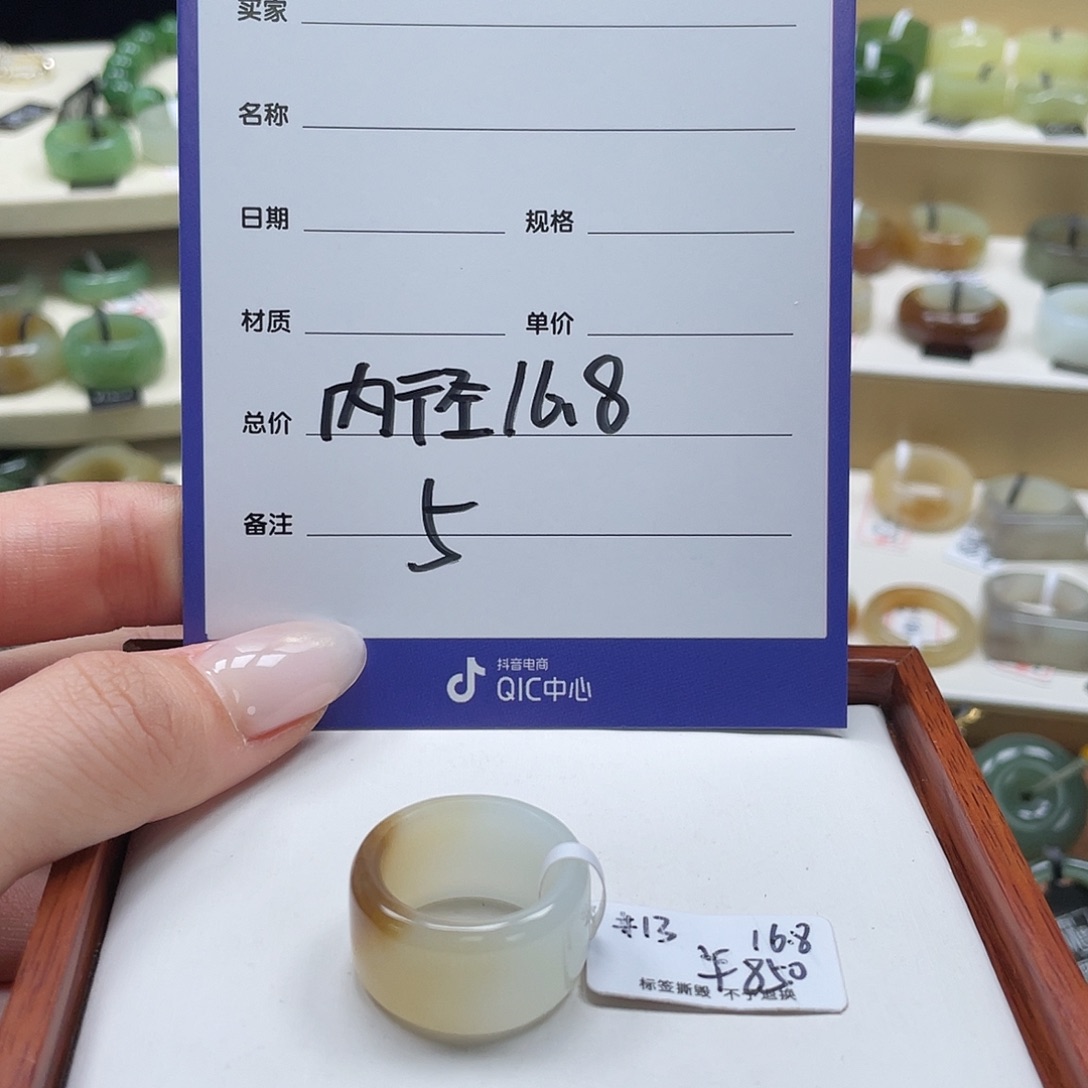 买家
名称
日期 规格
材质 单价
总价 内径16.8
备注 5
抖音电商
QIC中心
#13 16.8
850
标签撕毁 不予退换